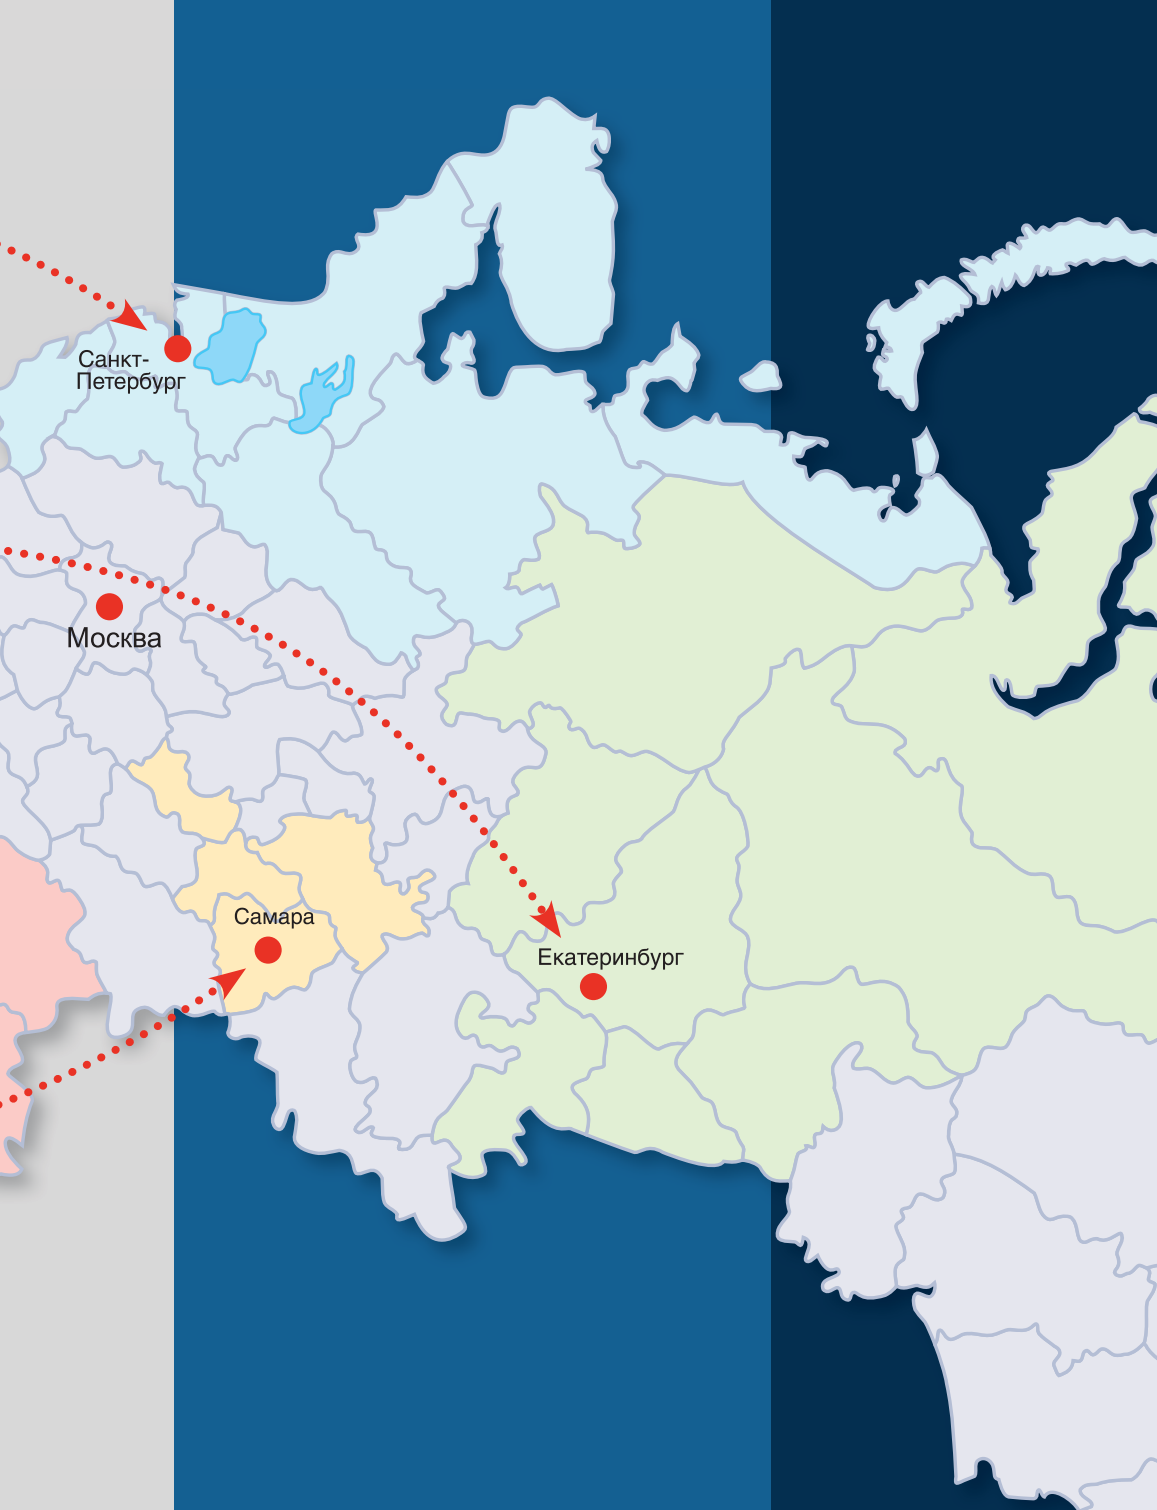 Санкт-
Петербург
Москва
Самара
Екатеринбург